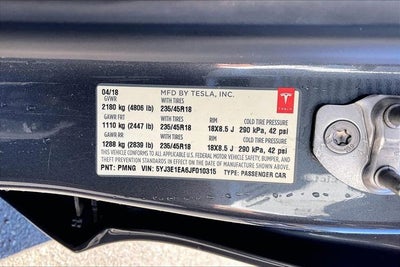 04/18 MFD BY TESLA, INC.
GVWR
2180 kg (4806 lb) WITH TIRES 235/45R18
GAWR FRT WITH TIRES RIM COLD TIRE PRESSURE
1110 kg (2447 lb) 235/45R18 18X8.5 J 290 kPa, 42 psi
GAWR RR WITH TIRES RIM COLD TIRE PRESSURE
1288 kg (2839 lb) 235/45R18 18X8.5 J 290 kPa, 42 psi
THIS VEHICLE CONFORMS TO ALL APPLICABLE U.S. FEDERAL MOTOR VEHICLE SAFETY, BUMPER, AND
THEFT PREVENTION STANDARDS IN EFFECT ON THE DATE OF MANUFACTURE SHOWN ABOVE.
PNT: PMNG VIN: 5YJ3E1EA6JF010315 TYPE: PASSENGER CAR
TESLA